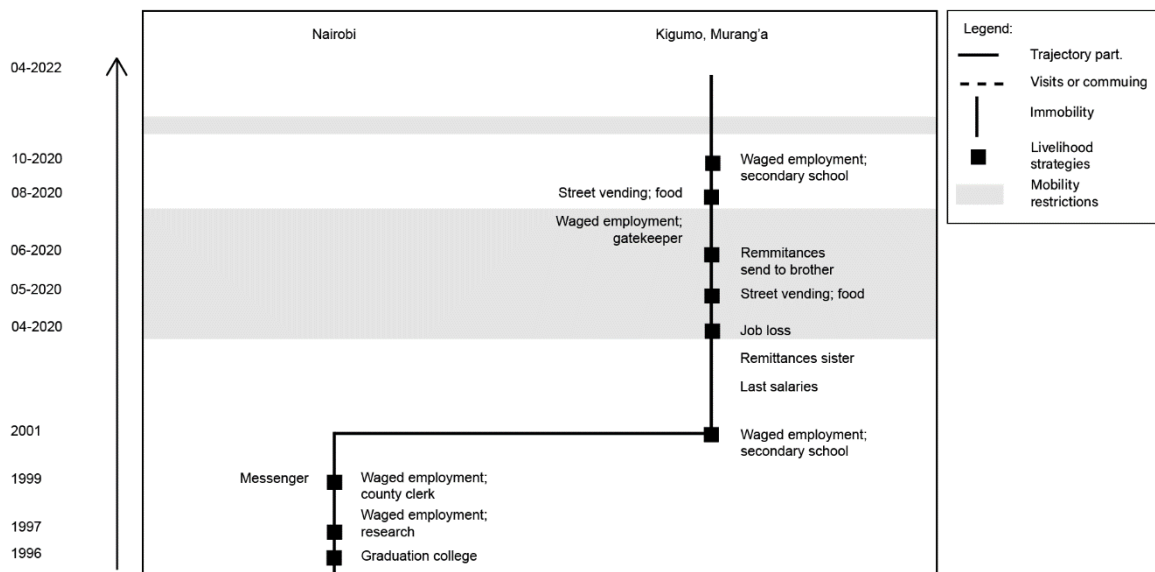 Nairobi
Kigumo, Murang'a
Legend:
Trajectory part.
Visits or commuing
Immobility
Livelihood
strategies
Mobility
restrictions
04-2022
10-2020
Waged employment;
secondary school
08-2020
Street vending; food
Waged employment;
gatekeeper
06-2020
Remmitances
send to brother
05-2020
Street vending; food
04-2020
Job loss
Remittances sister
Last salaries
2001
Waged employment;
secondary school
1999
Messenger
Waged employment;
county clerk
1997
Waged employment;
research
1996
Graduation college